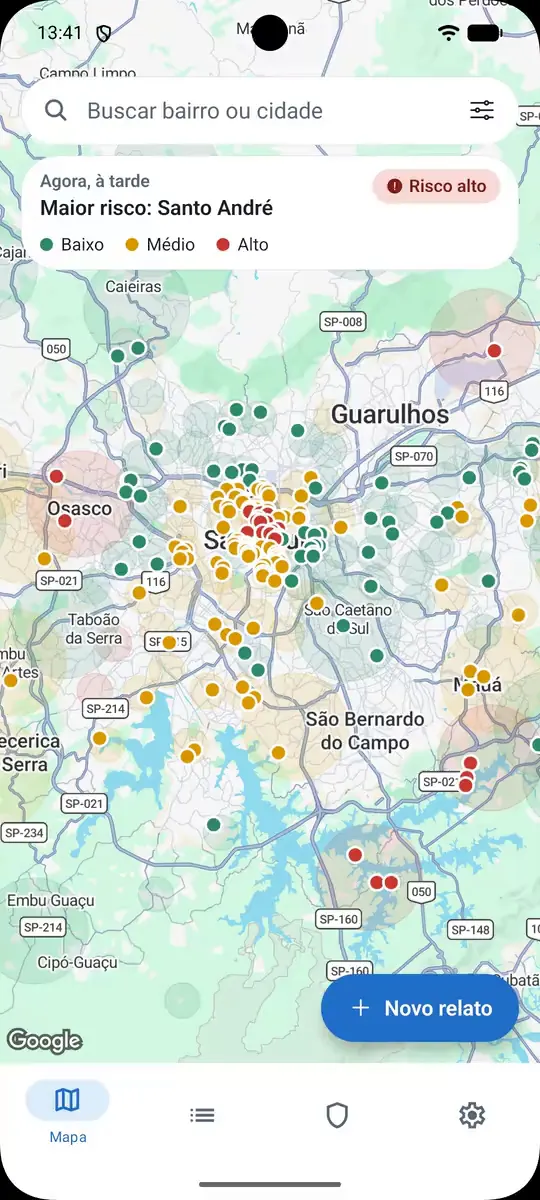 13:41
Campo Limpo
Buscar bairro ou cidade
SP-0
Agora, à tarde
Risco alto
Maior risco: Santo André
Baixo
Médio
Alto
Caieiras
SP-008
050
116
Guarulhos
SP-070
Osasco
SP-021
116
São Caetano
Taboão
da Serra
SP-214
São Bernardo
do Campo
Serra
SP-021
SP-234
Embu Guaçu
050
SP-214
SP-160
SP-148
Cipó-Guaçu
SP-160
Novo relato
Google
Mapa